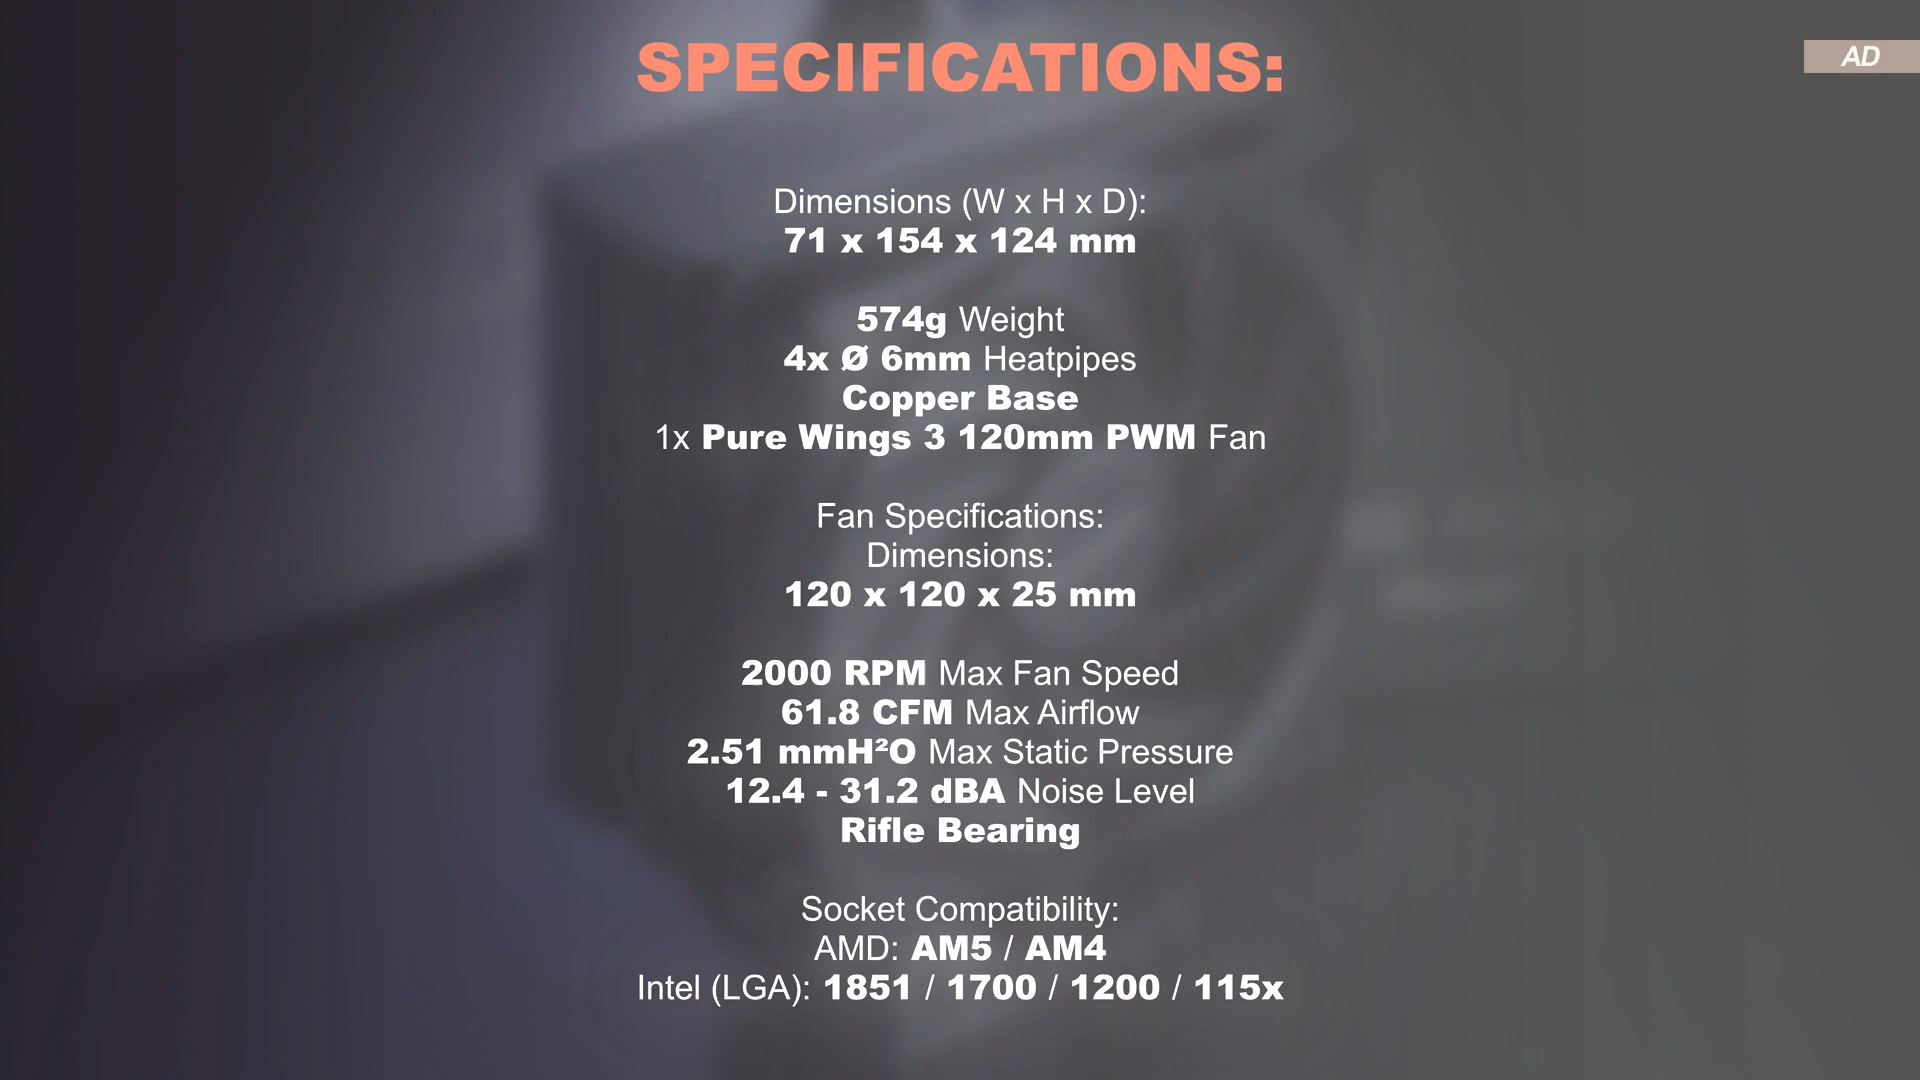 SPECIFICATIONS:
AD
Dimensions (W x H x D):
71 x 154 x 124 mm
574g Weight
4x Ø 6mm Heatpipes
Copper Base
1x Pure Wings 3 120mm PWM Fan
Fan Specifications:
Dimensions:
120 x 120 x 25 mm
2000 RPM Max Fan Speed
61.8 CFM Max Airflow
2.51 mmH²O Max Static Pressure
12.4 - 31.2 dBA Noise Level
Rifle Bearing
Socket Compatibility:
AMD: AM5 / AM4
Intel (LGA): 1851 / 1700 / 1200 / 115x